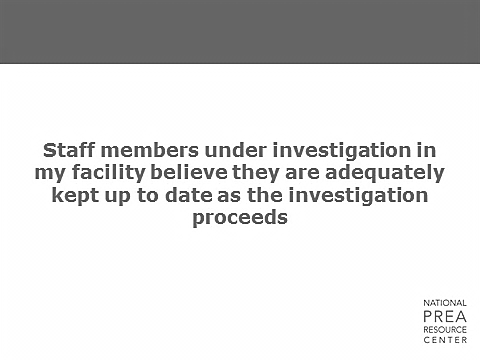 Staff members under investigation in
my facility believe they are adequately
kept up to date as the investigation
proceeds
NATIONAL
PREA
RESOURCE
CENTER